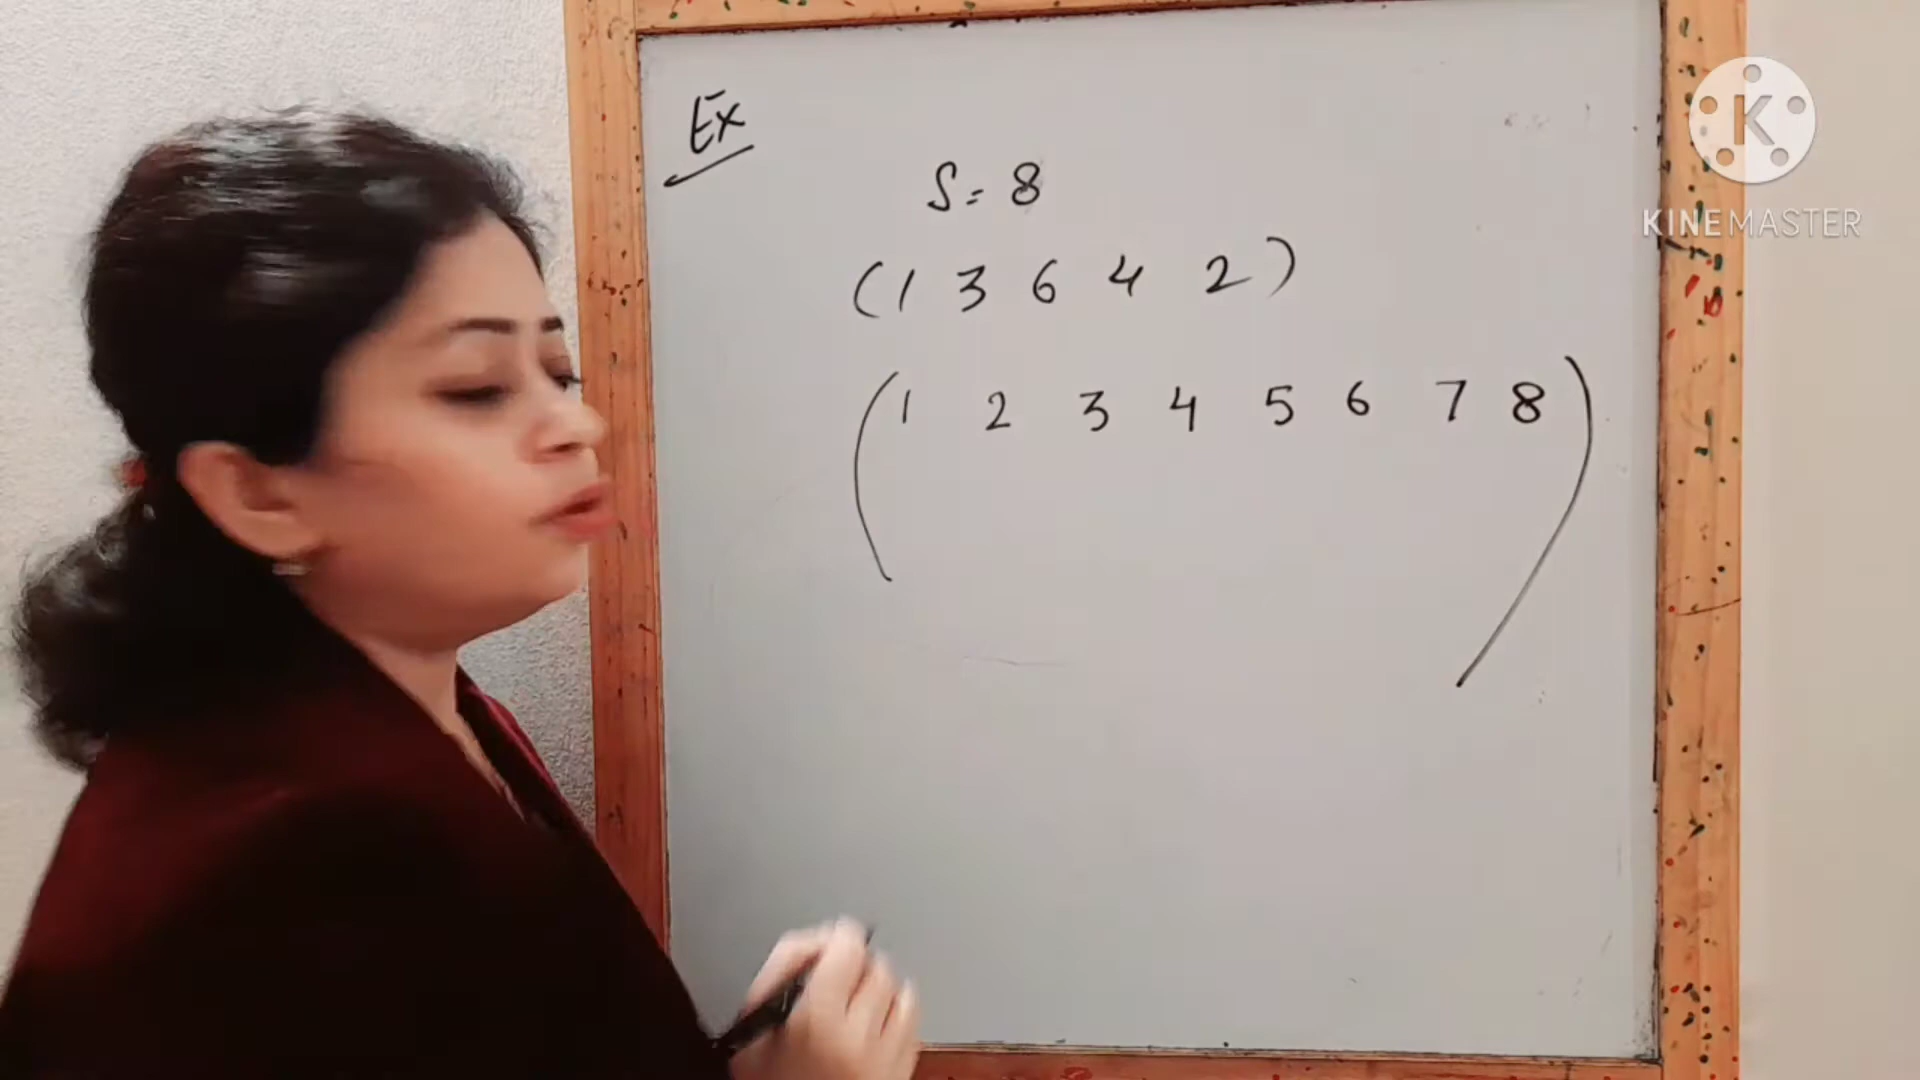 Ex
S = 8
(1 3 6 4 2)
(1 2 3 4 5 6 7 8)
K
KINEMASTER